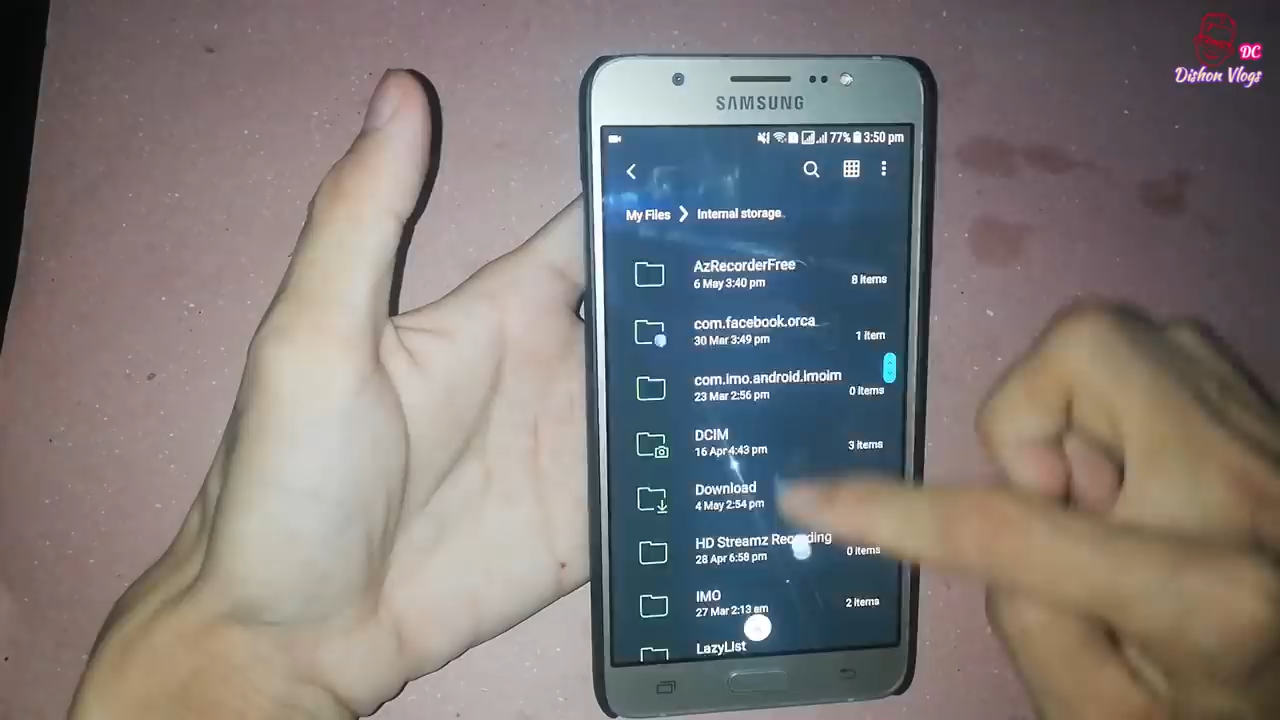 DC
Dishon Vlogs
SAMSUNG
77% 3:50 pm
My Files Internal storage
AzRecorderFree
6 May 3:40 pm 8 items
com.facebook.orca
30 Mar 3:49 pm 1 item
com.imo.android.imoim
23 Mar 2:56 pm 0 items
DCIM
16 Apr 4:43 pm 3 items
Download
4 May 2:54 pm
HD Streamz Recording
28 Apr 6:58 pm 0 items
IMO
27 Mar 2:13 am 2 items
LazyList